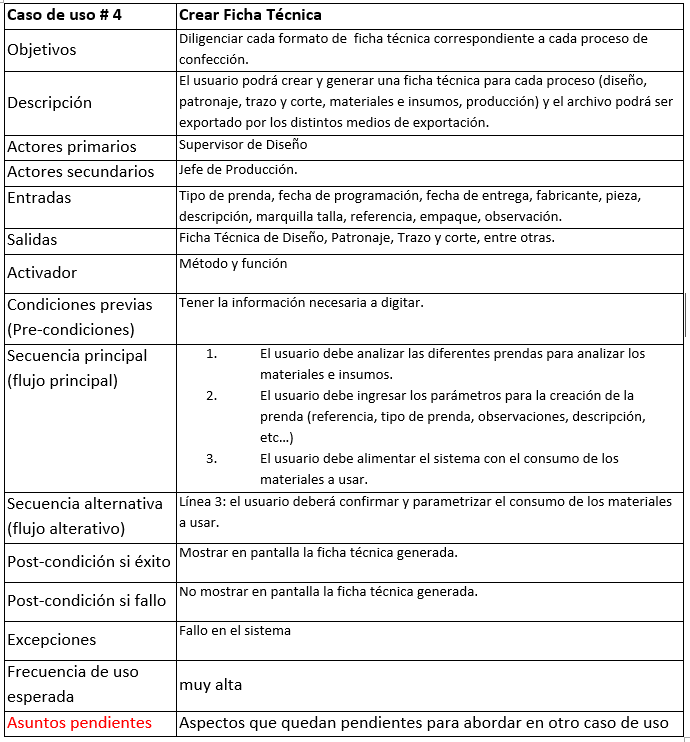 Caso de uso # 4
Crear Ficha Técnica
Objetivos
Diligenciar cada formato de ficha técnica correspondiente a cada proceso de
confección.
Descripción
El usuario podrá crear y generar una ficha técnica para cada proceso (diseño,
patronaje, trazo y corte, materiales e insumos, producción) y el archivo podrá ser
exportado por los distintos medios de exportación.
Actores primarios
Supervisor de Diseño
Actores secundarios
Jefe de Producción.
Entradas
Tipo de prenda, fecha de programación, fecha de entrega, fabricante, pieza,
descripción, marquilla talla, referencia, empaque, observación.
Salidas
Ficha Técnica de Diseño, Patronaje, Trazo y corte, entre otras.
Activador
Método y función
Condiciones previas
(Pre-condiciones)
Tener la información necesaria a digitar.
Secuencia principal
(flujo principal)
1. El usuario debe analizar las diferentes prendas para analizar los
materiales e insumos.
2. El usuario debe ingresar los parámetros para la creación de la
prenda (referencia, tipo de prenda, observaciones, descripción,
etc…)
3. El usuario debe alimentar el sistema con el consumo de los
materiales a usar.
Secuencia alternativa
(flujo alterativo)
Línea 3: el usuario deberá confirmar y parametrizar el consumo de los materiales
a usar.
Post-condición si éxito
Mostrar en pantalla la ficha técnica generada.
Post-condición si fallo
No mostrar en pantalla la ficha técnica generada.
Excepciones
Fallo en el sistema
Frecuencia de uso
esperada
muy alta
Asuntos pendientes
Aspectos que quedan pendientes para abordar en otro caso de uso